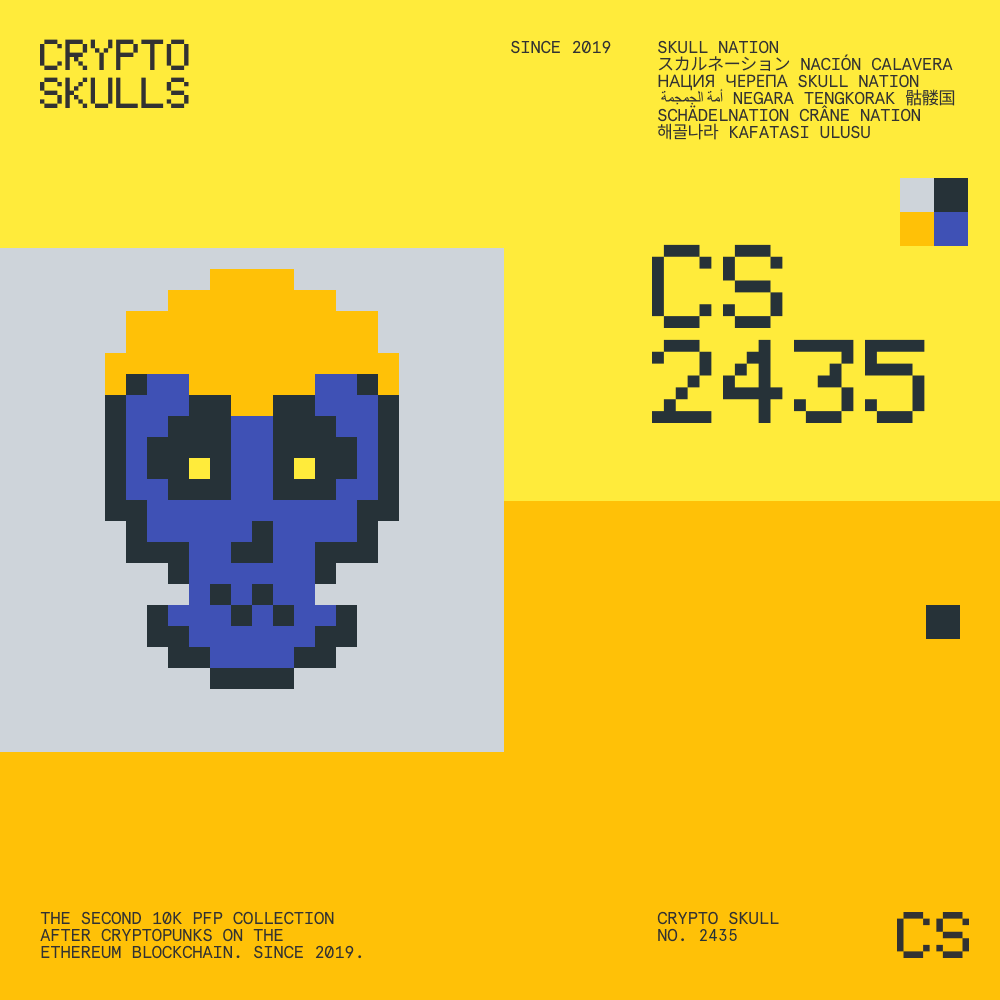 CRYPTO
SKULLS
SINCE 2019
SKULL NATION
スカルネーション NACIÓN CALAVERA
НАЦИЯ ЧЕРЕПА SKULL NATION
أمة الجمجمة NEGARA TENGKORAK 骷髅国
SCHÄDELNATION CRÂNE NATION
해골나라 KAFATASI ULUSU
CS
2435
THE SECOND 10K PFP COLLECTION
AFTER CRYPTOPUNKS ON THE
ETHEREUM BLOCKCHAIN. SINCE 2019.
CRYPTO SKULL
NO. 2435
CS